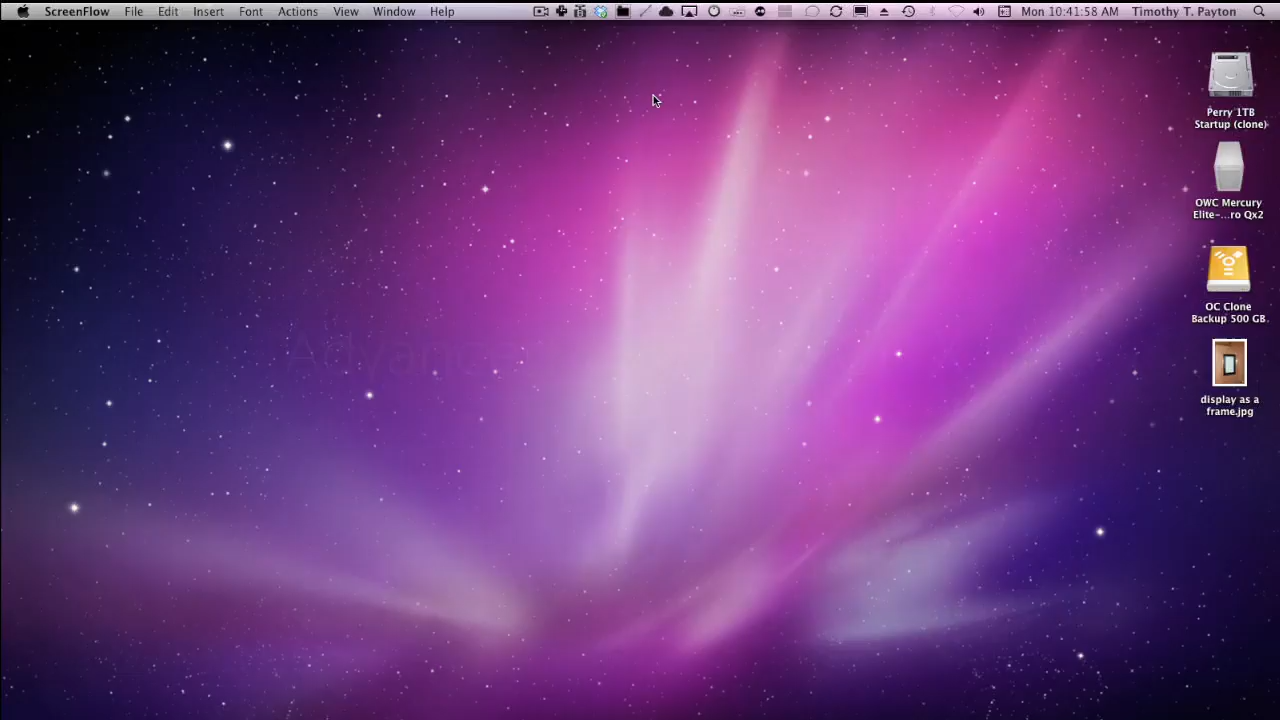 ScreenFlow File Edit Insert Font Actions View Window Help Mon 10:41:58 AM Timothy T. Payton
Perry 1TB
Startup (clone)
OWC Mercury
Elite-...ro Qx2
OC Clone
Backup 500 GB
display as a
frame.jpg